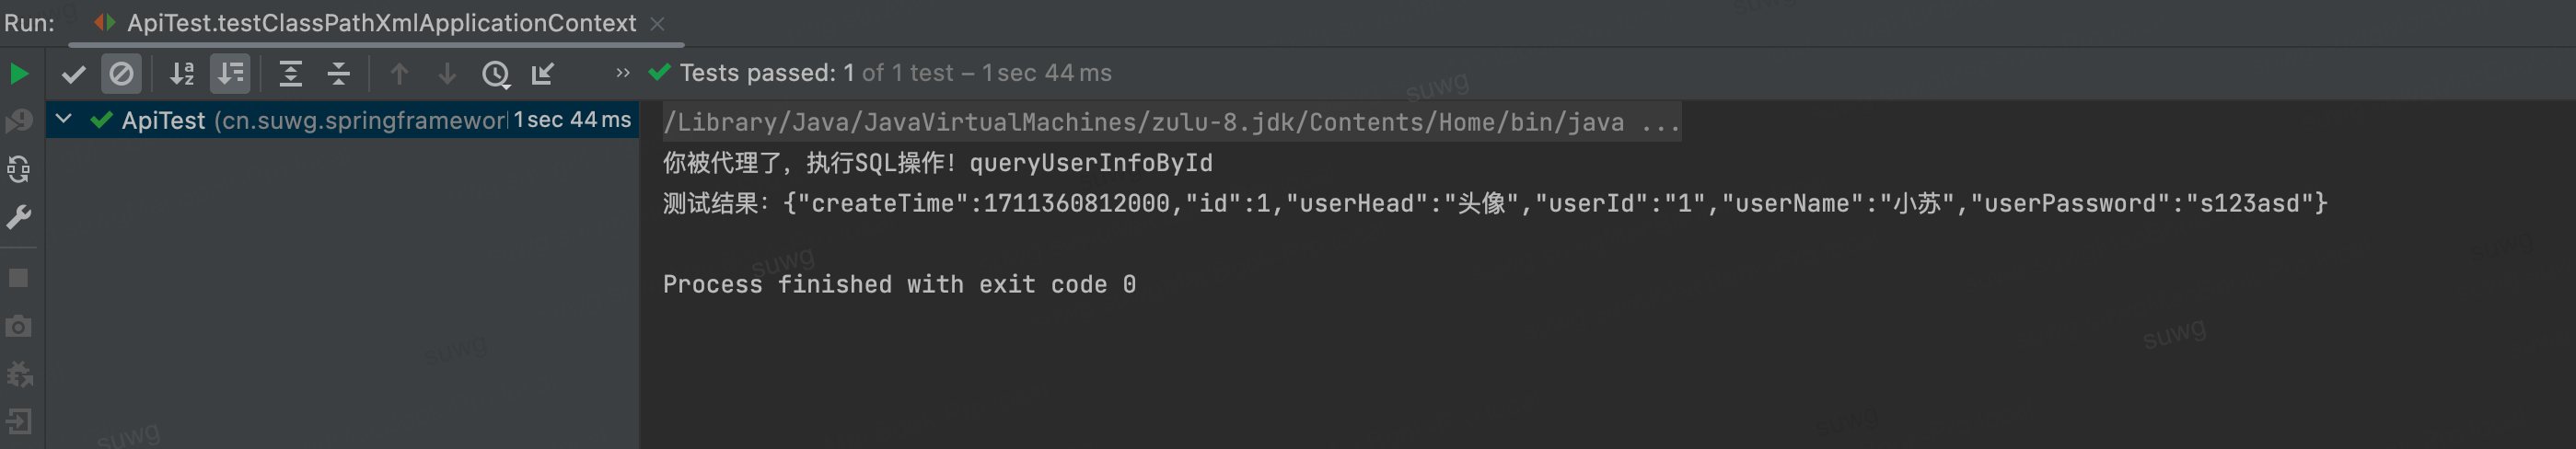 Run: ApiTest.testClassPathXmlApplicationContext
Tests passed: 1 of 1 test – 1 sec 44 ms
ApiTest (cn.suwg.springframewor 1 sec 44 ms
/Library/Java/JavaVirtualMachines/zulu-8.jdk/Contents/Home/bin/java ...
你被代理了，执行SQL操作！queryUserInfoById
测试结果：{"createTime":1711360812000,"id":1,"userHead":"头像","userId":"1","userName":"小苏","userPassword":"s123asd"}
Process finished with exit code 0
suwg
suwg
suwg
suwg
suwg
suwg
suwg
suwg